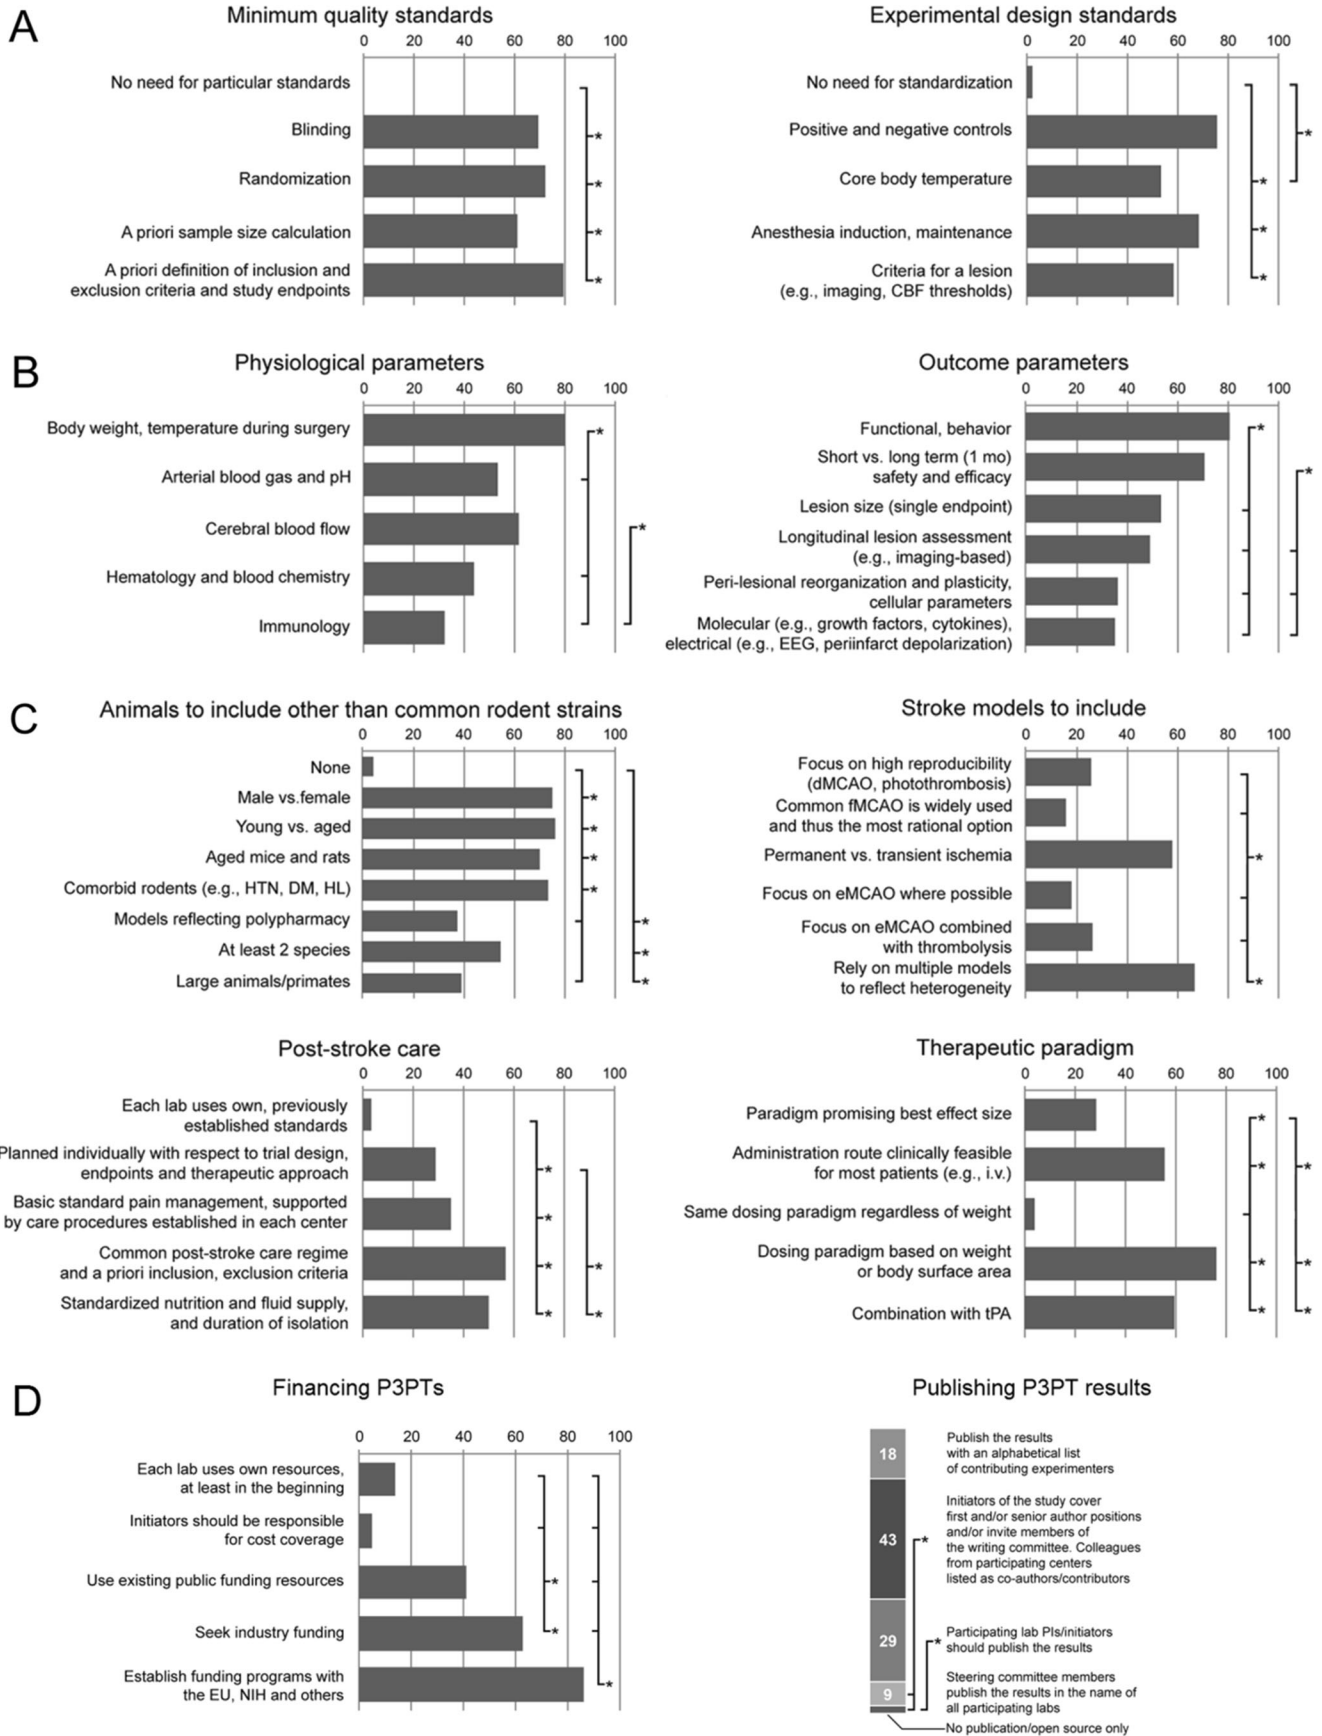 A
Minimum quality standards
0 20 40 60 80 100
No need for particular standards
Blinding
*
Randomization
*
A priori sample size calculation
*
A priori definition of inclusion and
exclusion criteria and study endpoints
*
Experimental design standards
0 20 40 60 80 100
No need for standardization
Positive and negative controls
*
Core body temperature
*
Anesthesia induction, maintenance
*
Criteria for a lesion
(e.g., imaging, CBF thresholds)
*
B
Physiological parameters
0 20 40 60 80 100
Body weight, temperature during surgery
*
Arterial blood gas and pH
Cerebral blood flow
*
Hematology and blood chemistry
Immunology
Outcome parameters
0 20 40 60 80 100
Functional, behavior
*
Short vs. long term (1 mo)
safety and efficacy
*
Lesion size (single endpoint)
Longitudinal lesion assessment
(e.g., imaging-based)
Peri-lesional reorganization and plasticity,
cellular parameters
Molecular (e.g., growth factors, cytokines),
electrical (e.g., EEG, periinfarct depolarization)
C
Animals to include other than common rodent strains
0 20 40 60 80 100
None
Male vs.female
*
Young vs. aged
*
Aged mice and rats
*
Comorbid rodents (e.g., HTN, DM, HL)
*
Models reflecting polypharmacy
*
At least 2 species
*
Large animals/primates
*
Stroke models to include
0 20 40 60 80 100
Focus on high reproducibility
(dMCAO, photothrombosis)
Common fMCAO is widely used
and thus the most rational option
Permanent vs. transient ischemia
*
Focus on eMCAO where possible
Focus on eMCAO combined
with thrombolysis
Rely on multiple models
to reflect heterogeneity
*
Post-stroke care
0 20 40 60 80 100
Each lab uses own, previously
established standards
Planned individually with respect to trial design,
endpoints and therapeutic approach
*
Basic standard pain management, supported
by care procedures established in each center
*
Common post-stroke care regime
and a priori inclusion, exclusion criteria
* *
Standardized nutrition and fluid supply,
and duration of isolation
* *
Therapeutic paradigm
0 20 40 60 80 100
Paradigm promising best effect size
*
Administration route clinically feasible
for most patients (e.g., i.v.)
* *
Same dosing paradigm regardless of weight
Dosing paradigm based on weight
or body surface area
* *
Combination with tPA
* *
D
Financing P3PTs
0 20 40 60 80 100
Each lab uses own resources,
at least in the beginning
Initiators should be responsible
for cost coverage
Use existing public funding resources
*
Seek industry funding
*
Establish funding programs with
the EU, NIH and others
*
Publishing P3PT results
18
Publish the results
with an alphabetical list
of contributing experimenters
43
*
Initiators of the study cover
first and/or senior author positions
and/or invite members of
the writing committee. Colleagues
from participating centers
listed as co-authors/contributors
29
*
Participating lab PIs/initiators
should publish the results
9
Steering committee members
publish the results in the name of
all participating labs
No publication/open source only